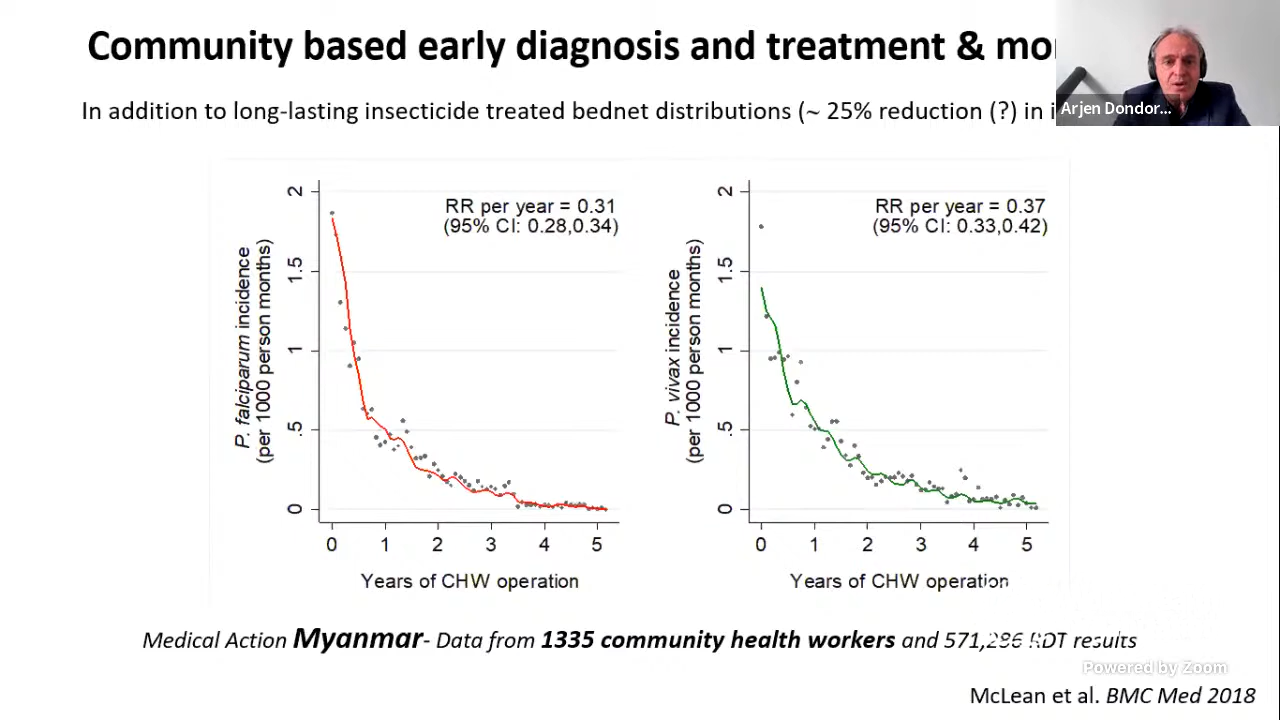 Community based early diagnosis and treatment & mo
Arjen Dondor...
In addition to long-lasting insecticide treated bednet distributions (~ 25% reduction (?) in i
RR per year = 0.31
(95% CI: 0.28,0.34)
P. falciparum incidence
(per 1000 person months)
2
1.5
1
.5
0
0 1 2 3 4 5
Years of CHW operation
RR per year = 0.37
(95% CI: 0.33,0.42)
P. vivax incidence
(per 1000 person months)
2
1.5
1
.5
0
0 1 2 3 4 5
Years of CHW operation
Medical Action Myanmar- Data from 1335 community health workers and 571,286 RDT results
Powered by Zoom
McLean et al. BMC Med 2018